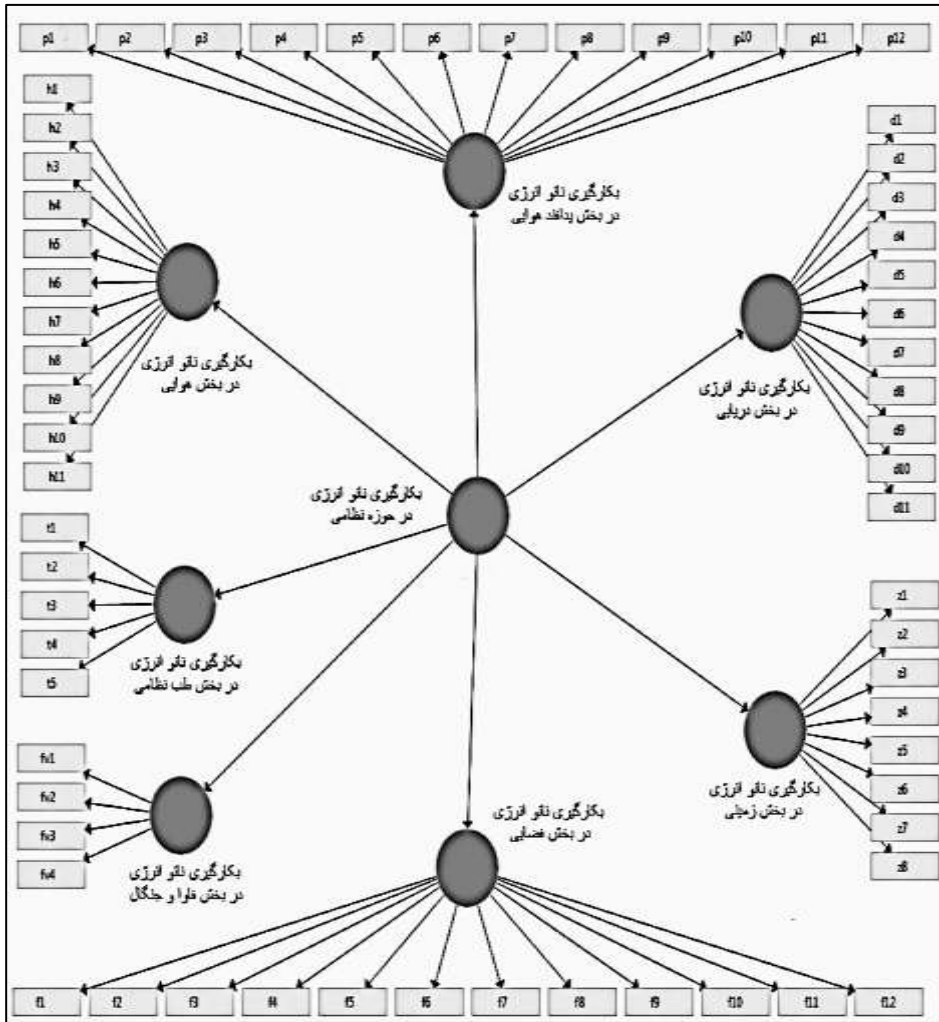 p1 p2 p3 p4 p5 p6 p7 p8 p9 p10 p11 p12
h1
h2
h3
h4
h5
h6
h7
h8
h9
h10
h11
بکارگیری نانو انرژی
در بخش پدافند هوایی
d1
d2
d3
d4
d5
d6
d7
d8
d9
d10
d11
بکارگیری نانو انرژی
در بخش هوایی
بکارگیری نانو انرژی
در بخش دریایی
بکارگیری نانو انرژی
در حوزه نظامی
t1
t2
t3
t4
t5
بکارگیری نانو انرژی
در بخش طب نظامی
z1
z2
z3
z4
z5
z6
z7
z8
بکارگیری نانو انرژی
در بخش زمینی
fv1
fv2
fv3
fv4
بکارگیری نانو انرژی
در بخش فاوا و جنگال
بکارگیری نانو انرژی
در بخش فضایی
f1 f2 f3 f4 f5 f6 f7 f8 f9 f10 f11 f12